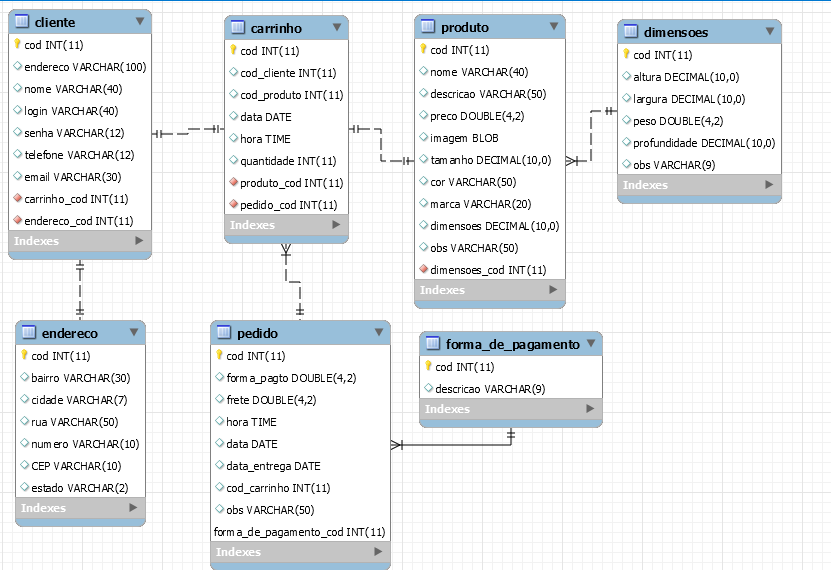 cliente
cod INT(11)
endereco VARCHAR(100)
nome VARCHAR(40)
login VARCHAR(40)
senha VARCHAR(12)
telefone VARCHAR(12)
email VARCHAR(30)
carrinho_cod INT(11)
endereco_cod INT(11)
Indexes
carrinho
cod INT(11)
cod_cliente INT(11)
cod_produto INT(11)
data DATE
hora TIME
quantidade INT(11)
produto_cod INT(11)
pedido_cod INT(11)
Indexes
produto
cod INT(11)
nome VARCHAR(40)
descricao VARCHAR(50)
preco DOUBLE(4,2)
imagem BLOB
tamanho DECIMAL(10,0)
cor VARCHAR(50)
marca VARCHAR(20)
dimensoes DECIMAL(10,0)
obs VARCHAR(50)
dimensoes_cod INT(11)
Indexes
dimensoes
cod INT(11)
altura DECIMAL(10,0)
largura DECIMAL(10,0)
peso DOUBLE(4,2)
profundidade DECIMAL(10,0)
obs VARCHAR(9)
Indexes
endereco
cod INT(11)
bairro VARCHAR(30)
cidade VARCHAR(7)
rua VARCHAR(50)
numero VARCHAR(10)
CEP VARCHAR(10)
estado VARCHAR(2)
Indexes
pedido
cod INT(11)
forma_pagto DOUBLE(4,2)
frete DOUBLE(4,2)
hora TIME
data DATE
data_entrega DATE
cod_carrinho INT(11)
obs VARCHAR(50)
forma_de_pagamento_cod INT(11)
Indexes
forma_de_pagamento
cod INT(11)
descricao VARCHAR(9)
Indexes